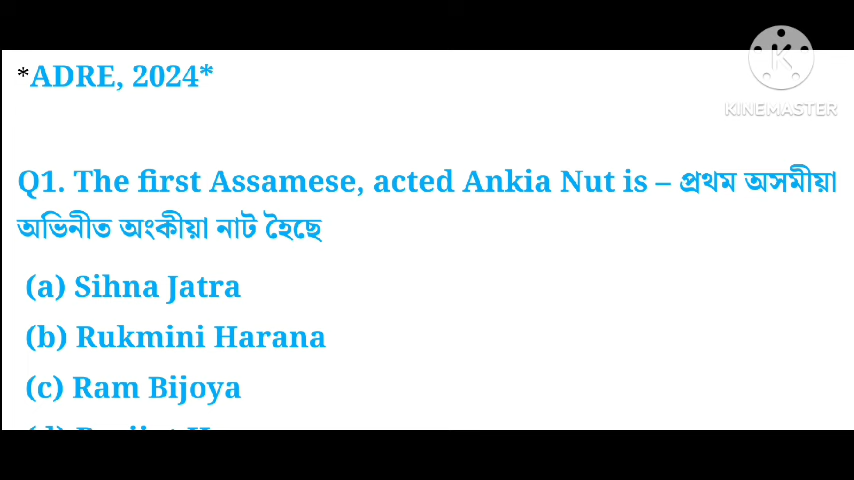 *ADRE, 2024*
KINEMASTER
Q1. The first Assamese, acted Ankia Nut is – প্ৰথম অসমীয়া
অভিনীত অংকীয়া নাট হৈছে
(a) Sihna Jatra
(b) Rukmini Harana
(c) Ram Bijoya